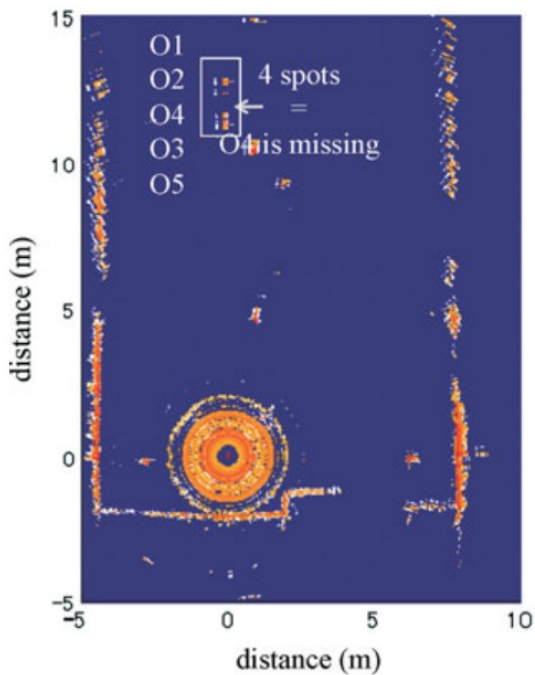 15
O1
O2
4 spots
O4
=
O3
O4 is missing
10
O5
5
distance (m)
0
-5
-5
0
5
10
distance (m)